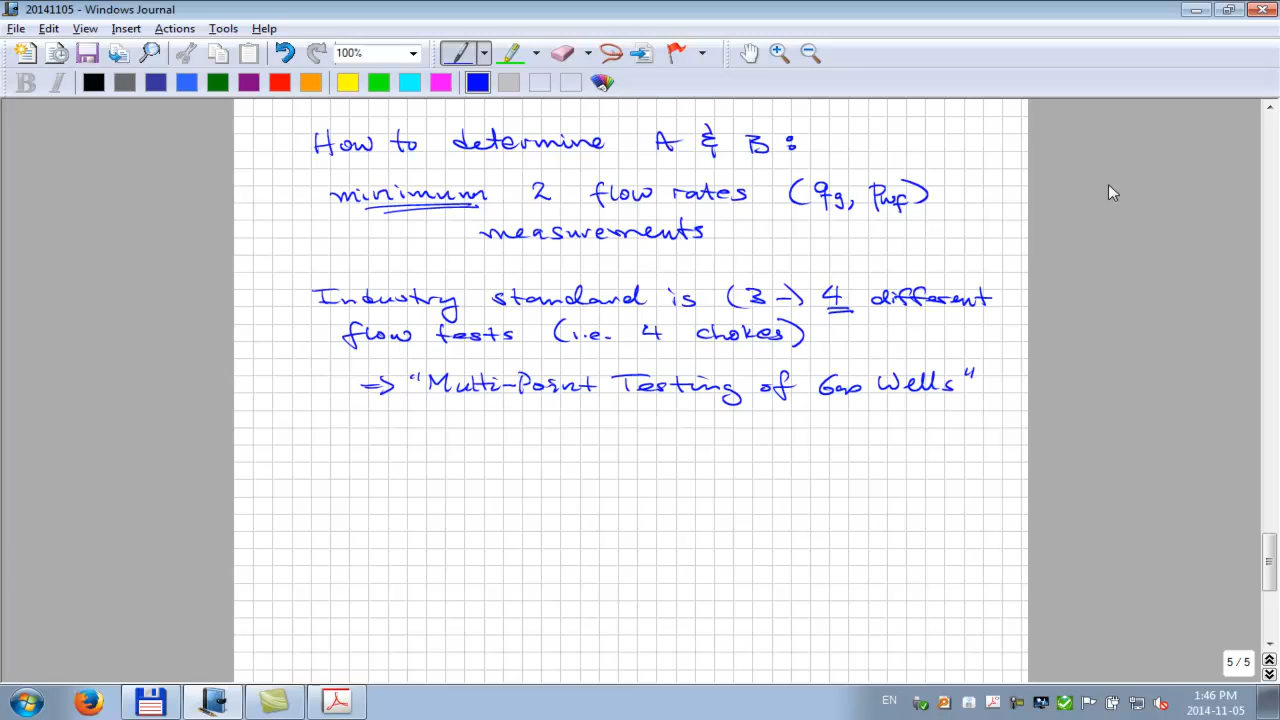 20141105 - Windows Journal
File Edit View Insert Actions Tools Help
100%
B I
How to determine A & B:
minimum 2 flow rates (qg, pwf)
measurements
Industry standard is (3→) 4 different
flow tests (i.e. 4 chokes)
⇒ "Multi-Point Testing of Gas Wells"
5 / 5
EN
1:46 PM
2014-11-05